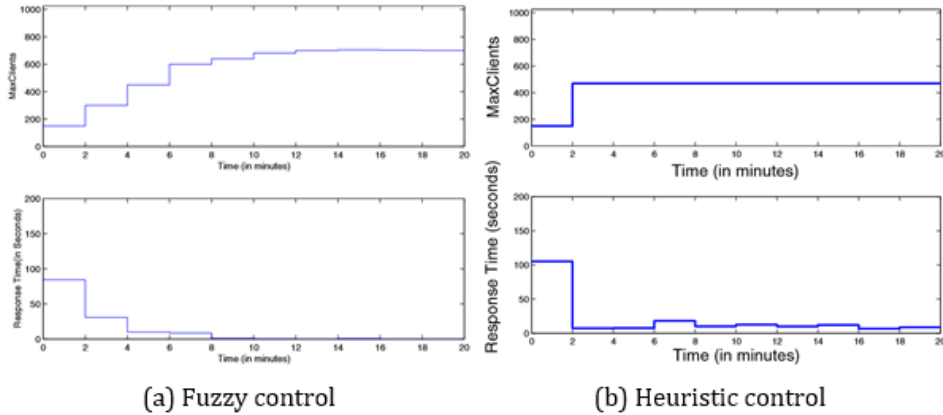 1000
800
600
400
200
0
MaxClients
0 2 4 6 8 10 12 14 16 18 20
Time (in minutes)
200
150
100
50
0
Response Time(in Seconds)
0 2 4 6 8 10 12 14 16 18 20
Time (in minutes)
(a) Fuzzy control
1000
800
600
400
200
0
MaxClients
0 2 4 6 8 10 12 14 16 18 20
Time (in minutes)
200
150
100
50
0
Response Time (seconds)
0 2 4 6 8 10 12 14 16 18 20
Time (in minutes)
(b) Heuristic control